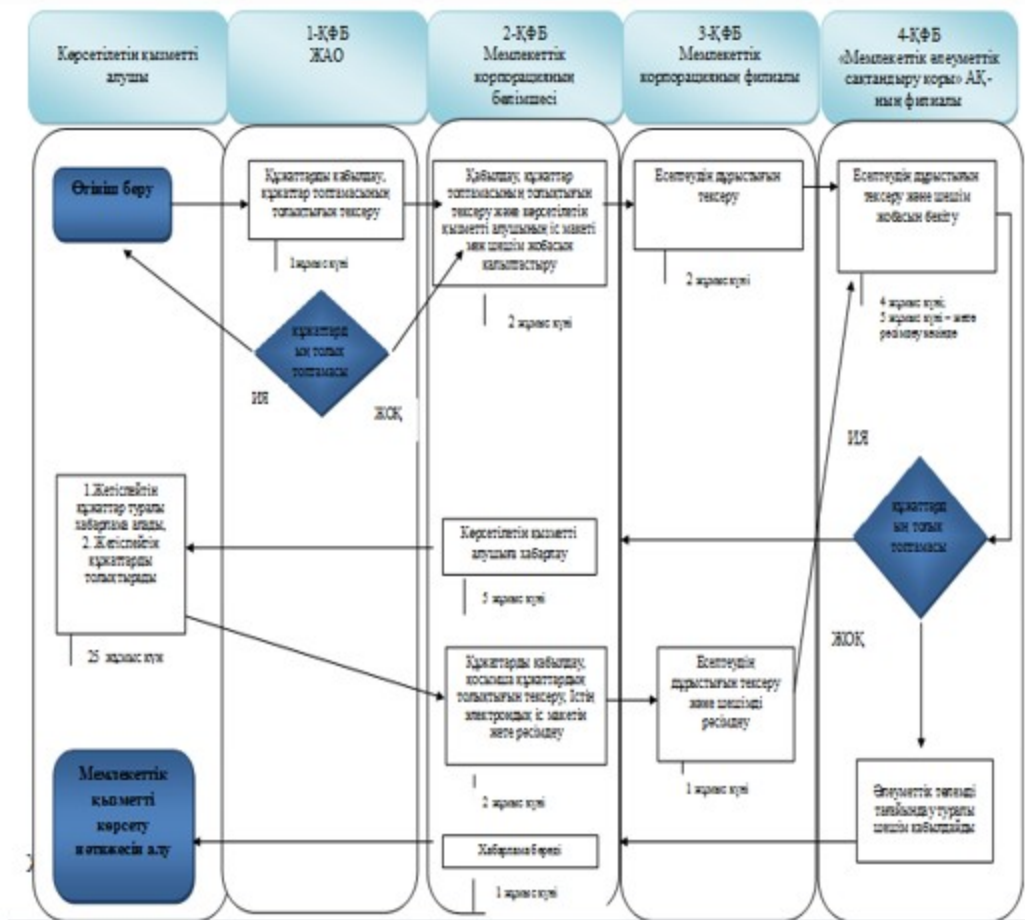 Көрсетілетін қызметті
алушы
1-ҚФБ
ЖАО
2-ҚФБ
Мемлекеттік
корпорацияның
бөлімшесі
3-ҚФБ
Мемлекеттік
корпорацияның филиалы
4-ҚФБ
«Мемлекеттік әлеуметтік
сақтандыру қоры» АҚ-
ның филиалы
Өтініш беру
Құжаттарды қабылдау,
құжаттар топтамасының
толықтығын тексеру
1 жұмыс күні
Қабылдау, құжаттар
топтамасының толықтығын
тексеру және көрсетілетін
қызметті алушының іс макеті
мен шешім жобасын
қалыптастыру
2 жұмыс күні
Есептеудің дұрыстығын
тексеру
2 жұмыс күні
Есептеудің дұрыстығын
тексеру және шешім
жобасын бекіту
4 жұмыс күні;
5 жұмыс күні – жете
ресімдеу кезінде
құжаттард
ың толық
топтамасы
ИЯ
ЖОҚ
ИЯ
құжаттард
ың толық
топтамасы
ЖОҚ
1.Жетіспейтін
құжаттар туралы
хабарлама алады,
2. Жетіспейтін
құжаттарды
толықтырады
25 жұмыс күн
Көрсетілетін қызметті
алушыға хабарлау
5 жұмыс күні
Құжаттарды қабылдау,
қосымша құжаттардың
толықтығын тексеру, Істің
электрондық іс макетін
жете ресімдеу
2 жұмыс күні
Есептеудің
дұрыстығын тексеру
және шешімді
ресімдеу
1 жұмыс күні
Әлеуметтік төлемді
тағайындау туралы
шешім қабылдайды
Хабарлама береді
1 жұмыс күні
Мемлекеттік
қызметті
көрсету
нәтижесін алу